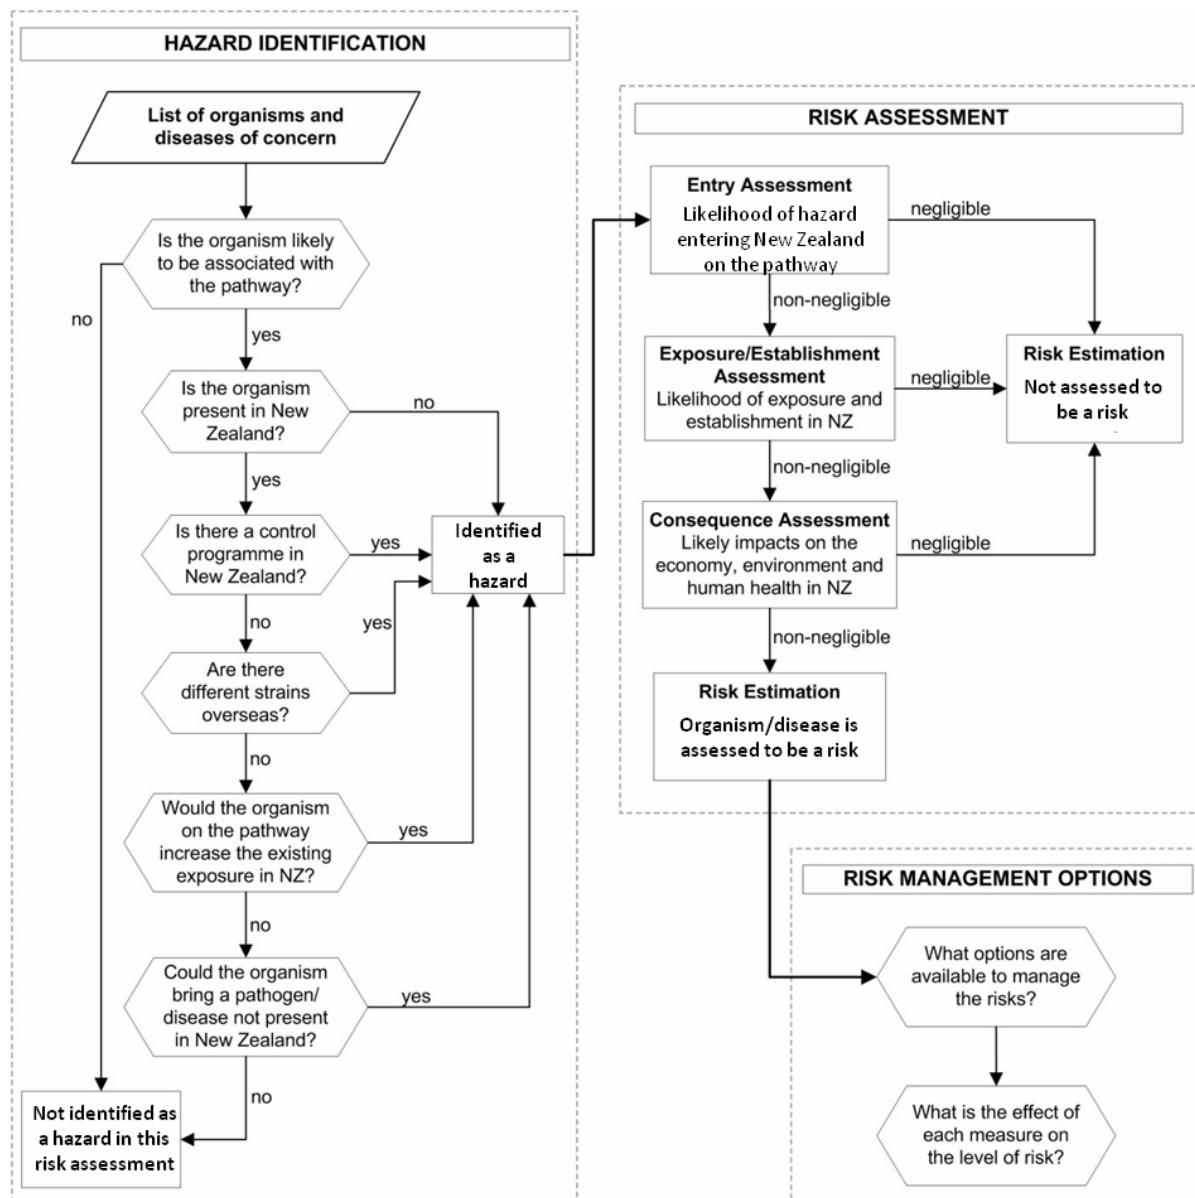 HAZARD IDENTIFICATION
List of organisms and
diseases of concern
Is the organism likely
to be associated with
the pathway?
no
yes
Is the organism
present in New
Zealand?
no
yes
Is there a control
programme in
New Zealand?
yes
Identified
as a
hazard
no
yes
Are there
different strains
overseas?
no
Would the organism
on the pathway
increase the existing
exposure in NZ?
yes
no
Could the organism
bring a pathogen/
disease not present
in New Zealand?
yes
no
Not identified as
a hazard in this
risk assessment
RISK ASSESSMENT
Entry Assessment
Likelihood of hazard
entering New Zealand
on the pathway
negligible
non-negligible
Exposure/Establishment
Assessment
Likelihood of exposure and
establishment in NZ
negligible
Risk Estimation
Not assessed to
be a risk
non-negligible
Consequence Assessment
Likely impacts on the
economy, environment and
human health in NZ
negligible
non-negligible
Risk Estimation
Organism/disease is
assessed to be a risk
RISK MANAGEMENT OPTIONS
What options are
available to manage
the risks?
What is the effect of
each measure on
the level of risk?